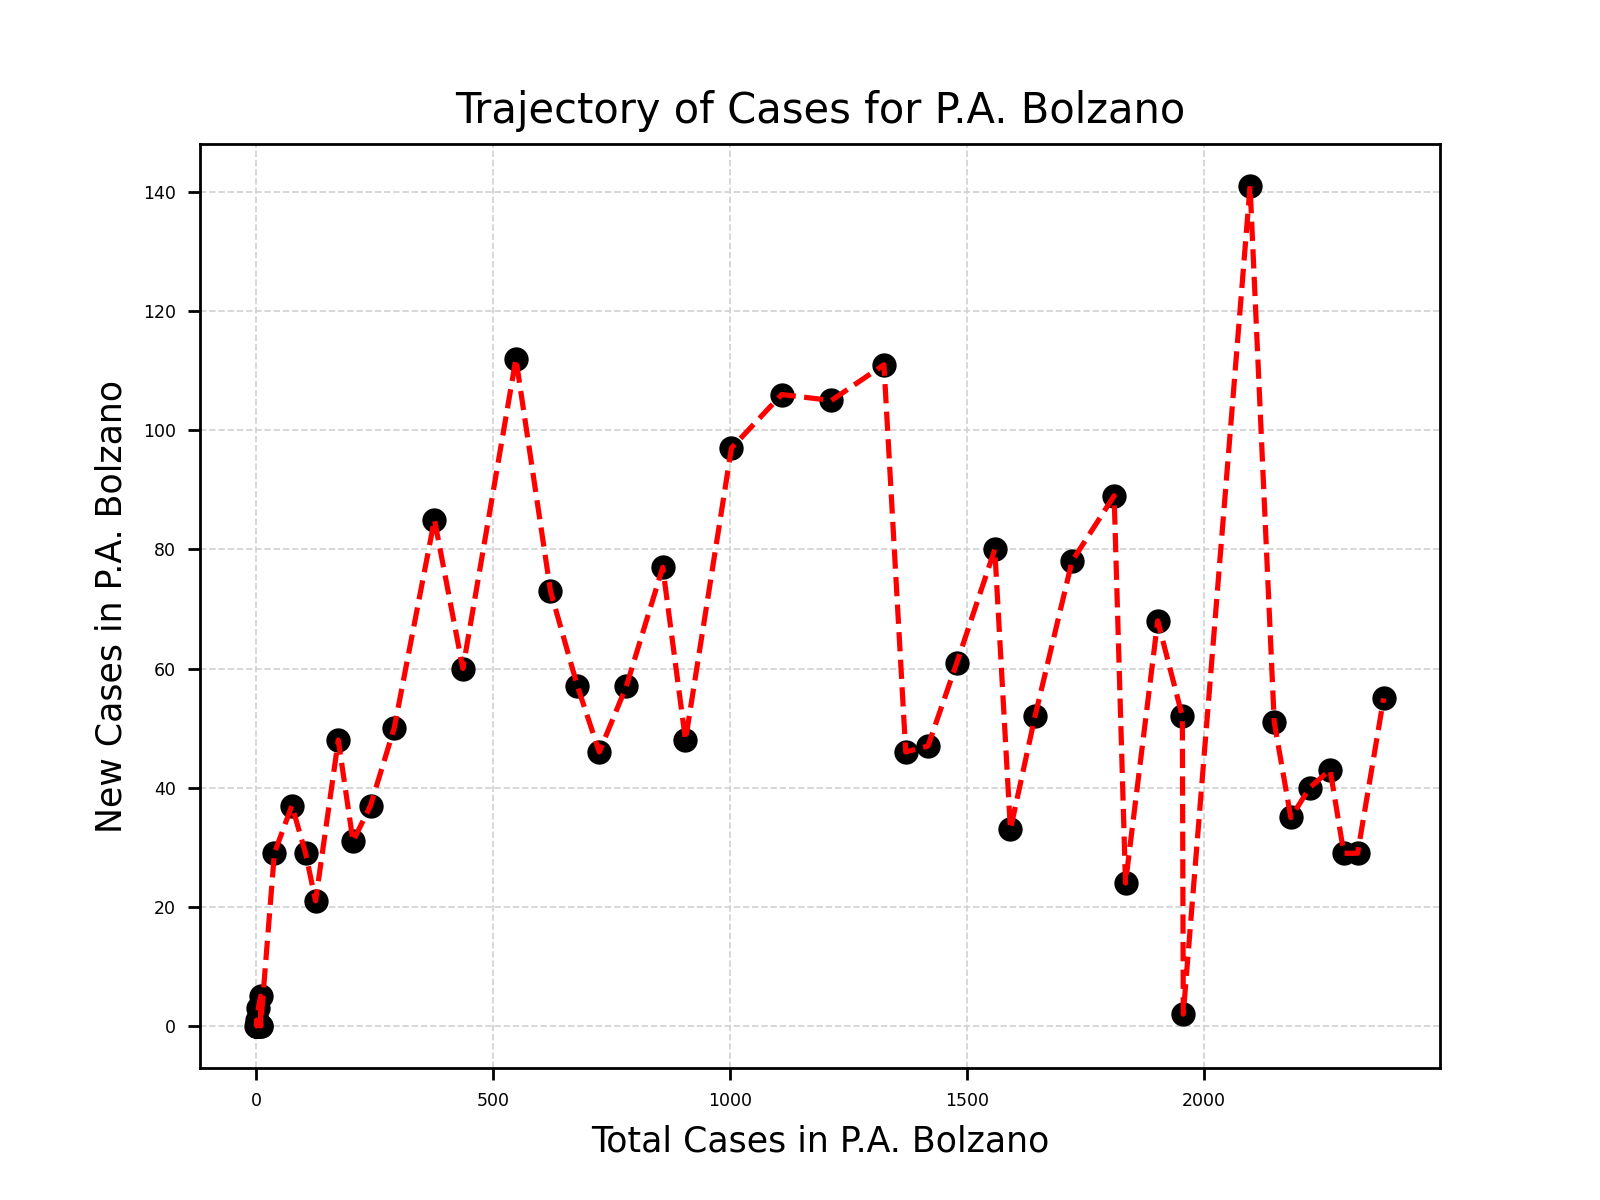 Trajectory of Cases for P.A. Bolzano
New Cases in P.A. Bolzano
140
120
100
80
60
40
20
0
0 500 1000 1500 2000
Total Cases in P.A. Bolzano